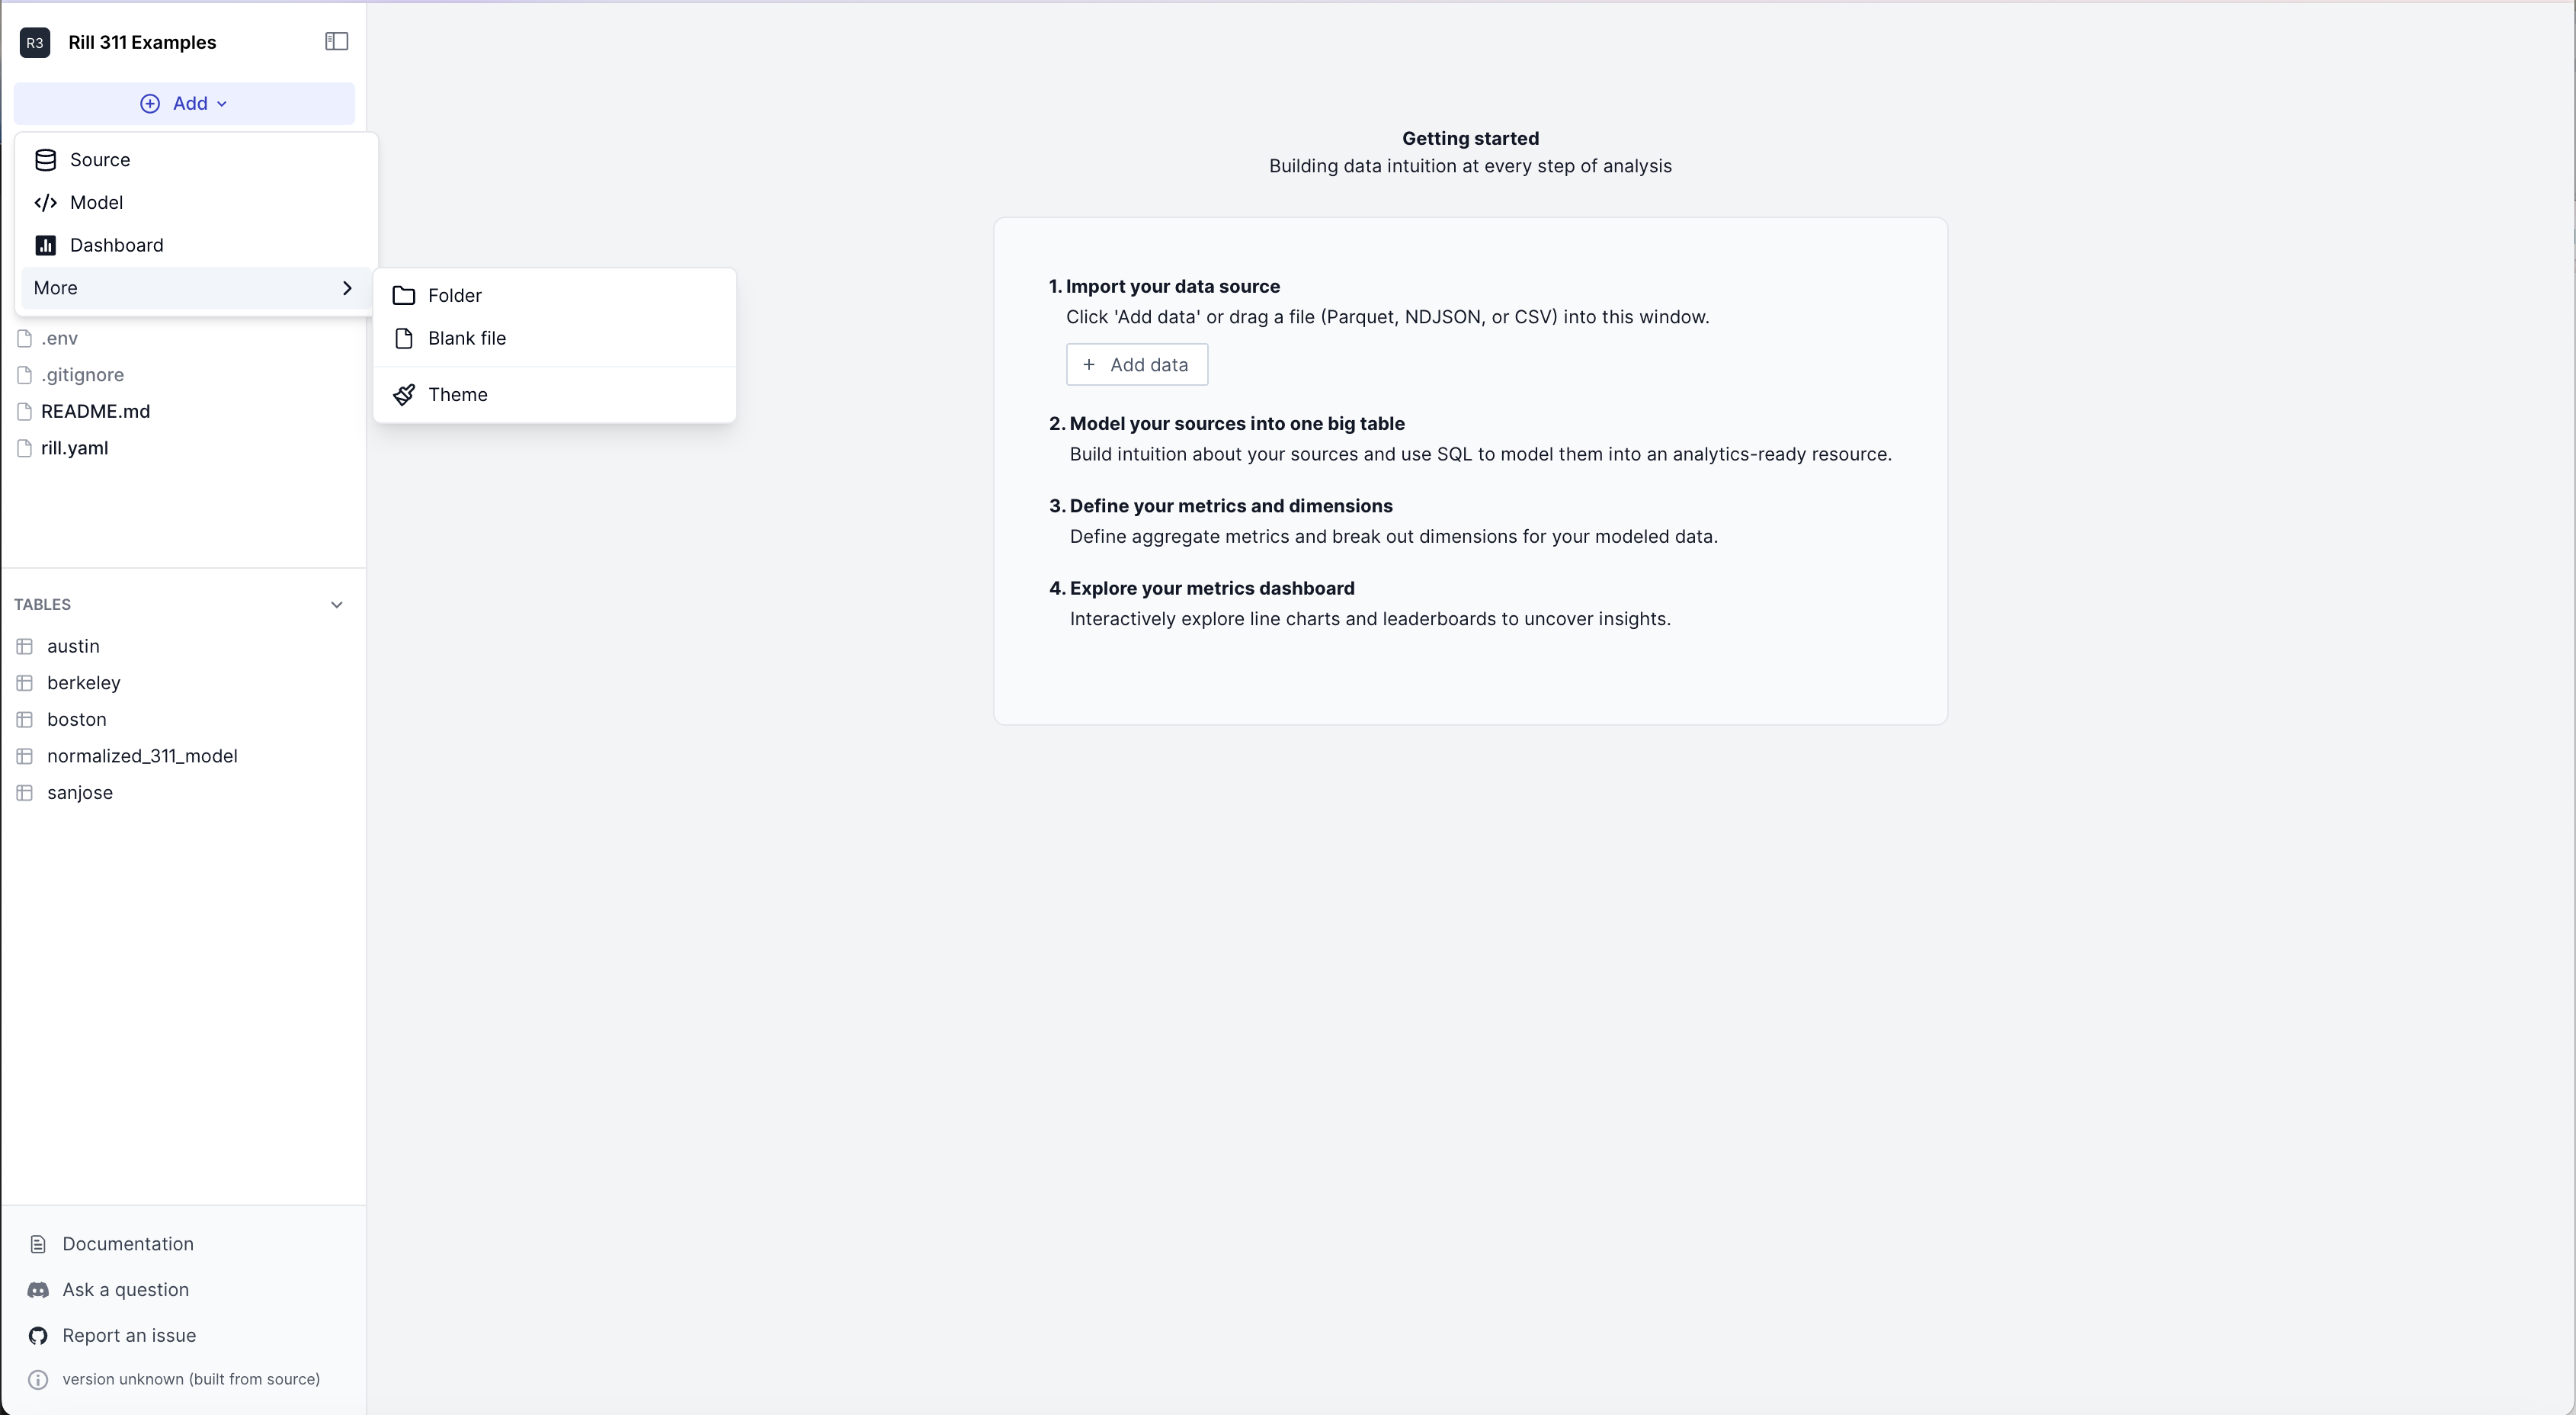 R3
Rill 311 Examples
Add
Source
Model
Dashboard
More
Folder
Blank file
Theme
.env
.gitignore
README.md
rill.yaml
TABLES
austin
berkeley
boston
normalized_311_model
sanjose
Documentation
Ask a question
Report an issue
version unknown (built from source)
Getting started
Building data intuition at every step of analysis
1. Import your data source
Click 'Add data' or drag a file (Parquet, NDJSON, or CSV) into this window.
+ Add data
2. Model your sources into one big table
Build intuition about your sources and use SQL to model them into an analytics-ready resource.
3. Define your metrics and dimensions
Define aggregate metrics and break out dimensions for your modeled data.
4. Explore your metrics dashboard
Interactively explore line charts and leaderboards to uncover insights.